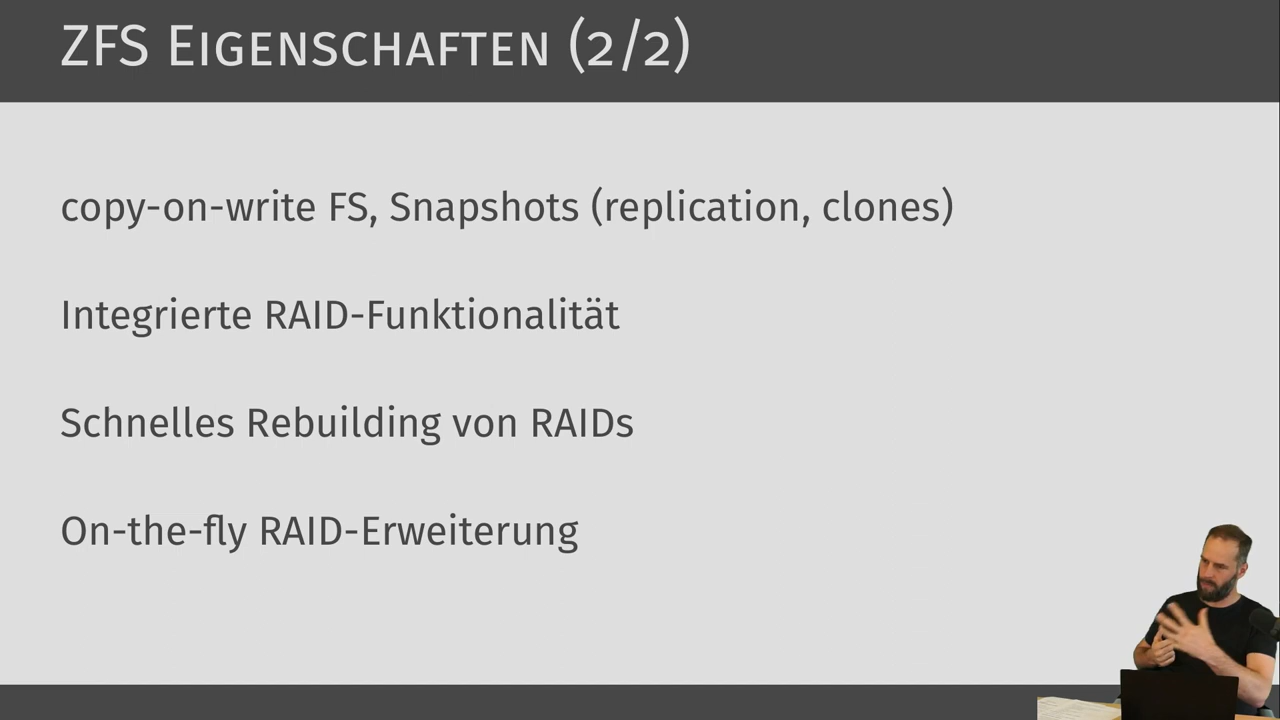 ZFS Eigenschaften (2/2)
copy-on-write FS, Snapshots (replication, clones)
Integrierte RAID-Funktionalität
Schnelles Rebuilding von RAIDs
On-the-fly RAID-Erweiterung